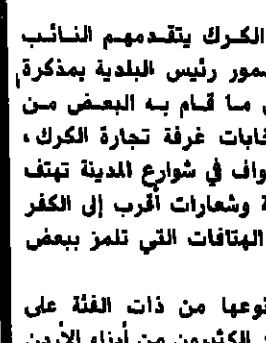 الكرك يتقدمهم النائب
مور رئيس البلدية بمذكرة
ما قام به البعض من
خابات غرفة تجارة الكرك،
واف في شوارع المدينة تهتف
ة وشعارات أقرب إلى الكفر
الهتافات التي تلمز ببعض
نوعها من ذات الفئة على
الكثيرون من أبناء الأردن